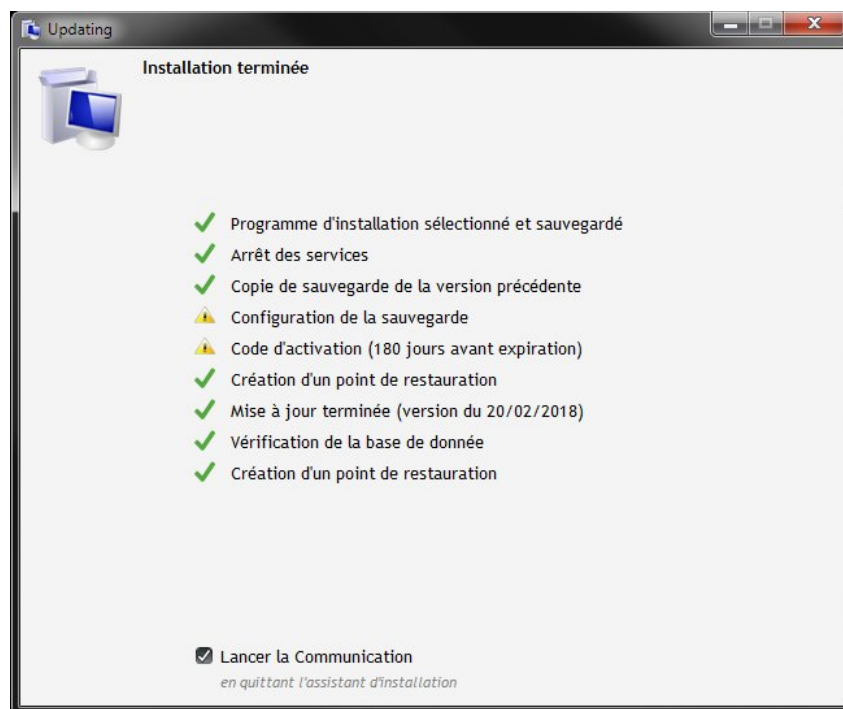 Updating
Installation terminée
Programme d'installation sélectionné et sauvegardé
Arrêt des services
Copie de sauvegarde de la version précédente
Configuration de la sauvegarde
Code d'activation (180 jours avant expiration)
Création d'un point de restauration
Mise à jour terminée (version du 20/02/2018)
Vérification de la base de donnée
Création d'un point de restauration
Lancer la Communication
en quittant l'assistant d'installation